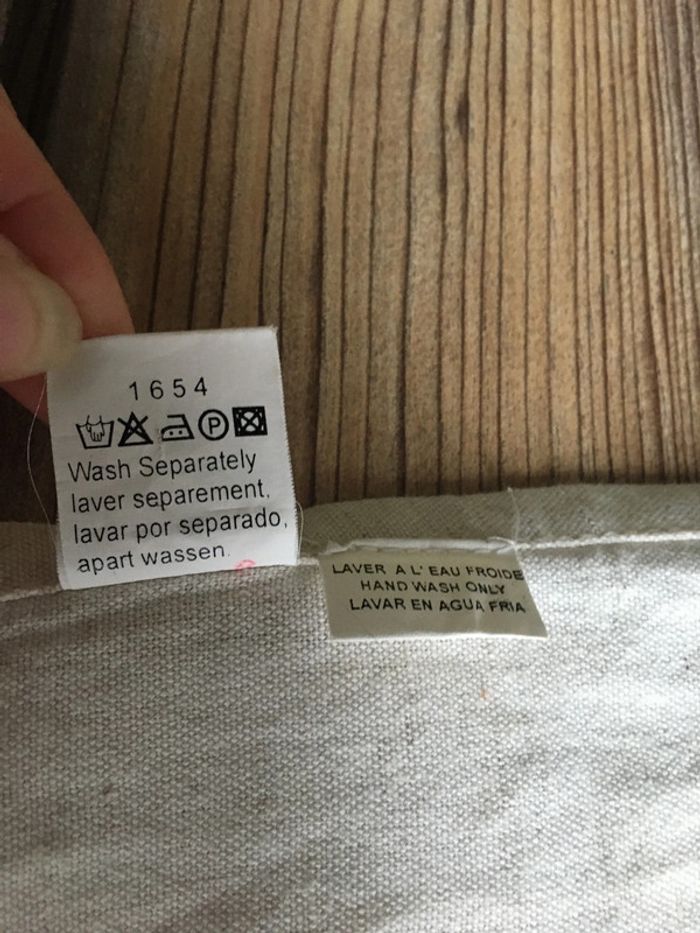 1654
P
Wash Separately
laver separement,
lavar por separado,
apart wassen.
LAVER A L' EAU FROIDE
HAND WASH ONLY
LAVAR EN AGUA FRIA